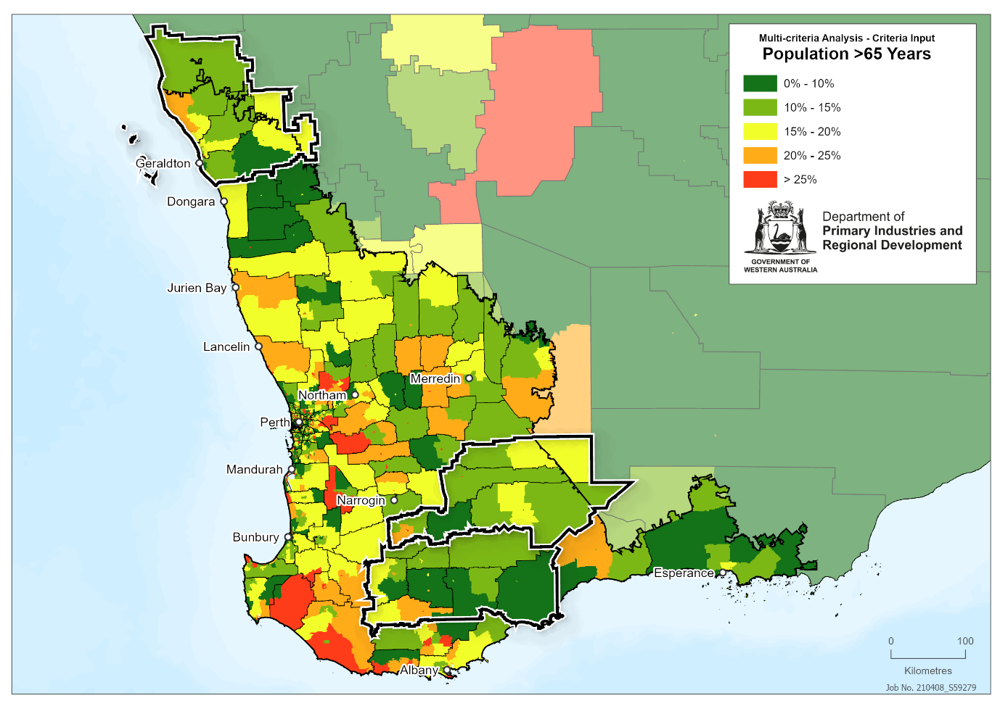 Multi-criteria Analysis - Criteria Input
Population >65 Years
0% - 10%
10% - 15%
15% - 20%
20% - 25%
> 25%
Department of
Primary Industries and
Regional Development
GOVERNMENT OF
WESTERN AUSTRALIA
Geraldton
Dongara
Jurien Bay
Lancelin
Merredin
Northam
Perth
Mandurah
Narrogin
Bunbury
Esperance
Albany
0 100
Kilometres
Job No. 210408_S59279